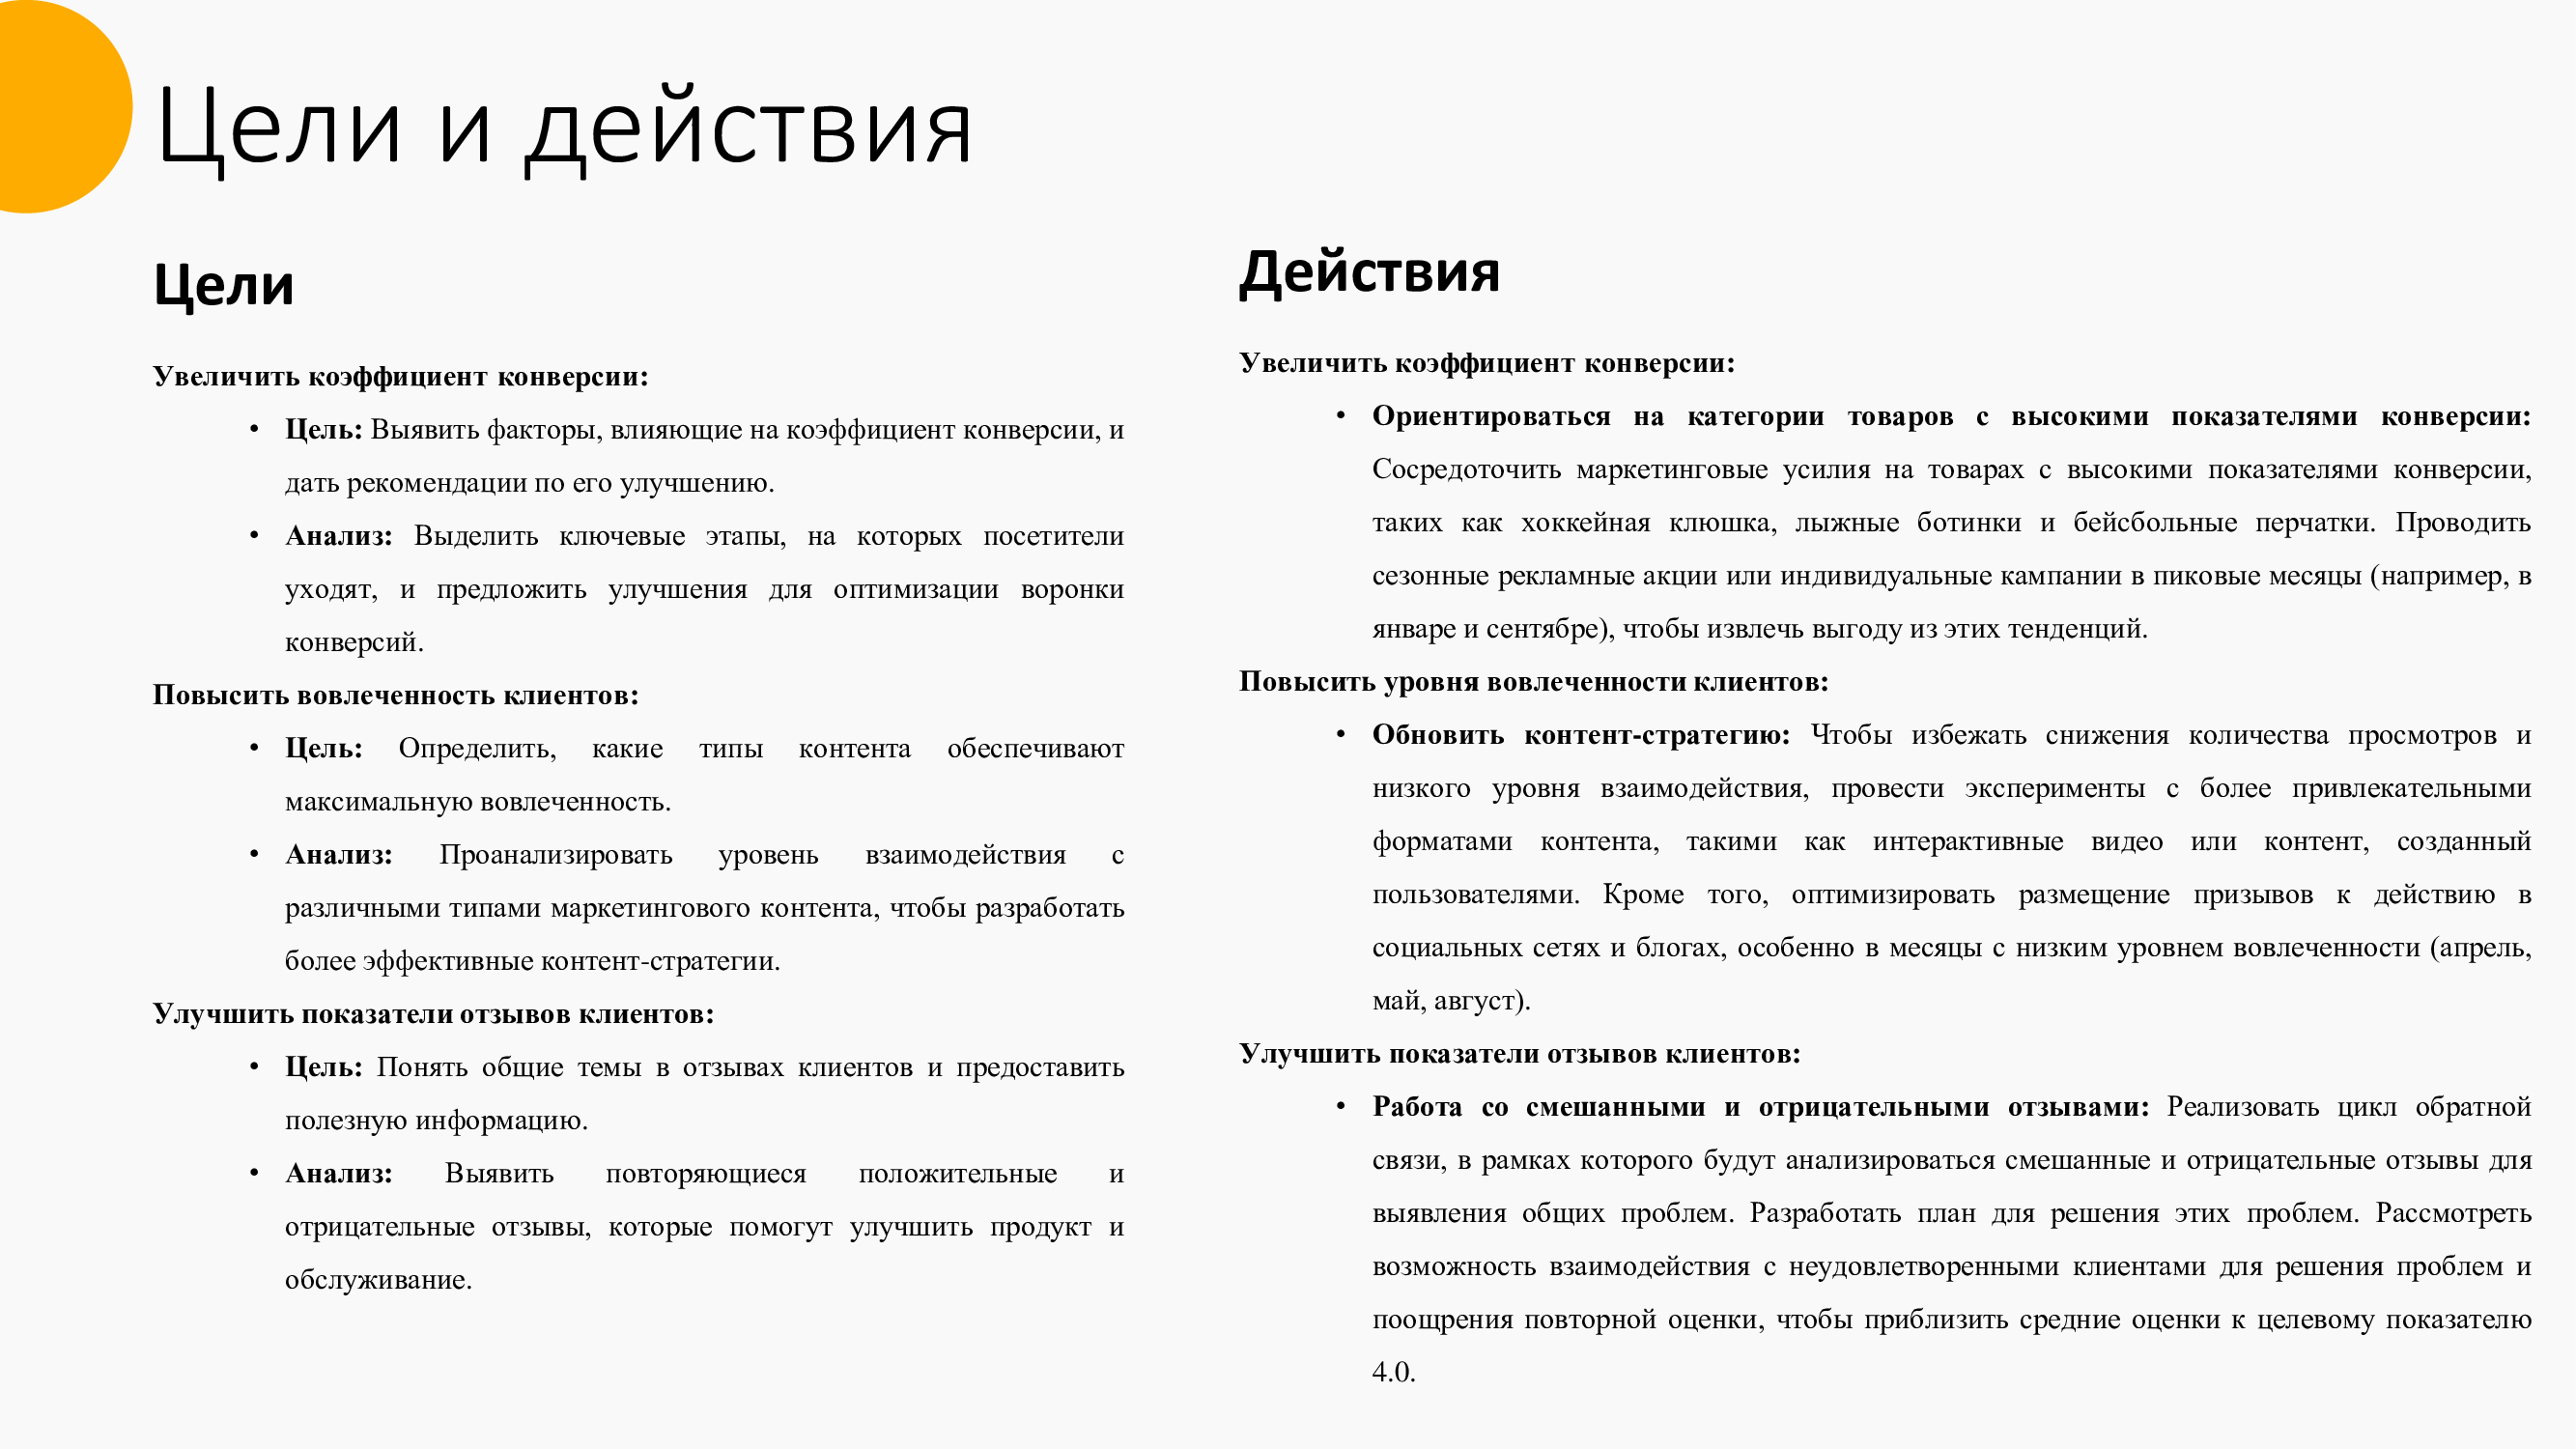 Цели и действия
Цели
Увеличить коэффициент конверсии:
• Цель: Выявить факторы, влияющие на коэффициент конверсии, и
дать рекомендации по его улучшению.
• Анализ: Выделить ключевые этапы, на которых посетители
уходят, и предложить улучшения для оптимизации воронки
конверсий.
Повысить вовлеченность клиентов:
• Цель: Определить, какие типы контента обеспечивают
максимальную вовлеченность.
• Анализ: Проанализировать уровень взаимодействия с
различными типами маркетингового контента, чтобы разработать
более эффективные контент-стратегии.
Улучшить показатели отзывов клиентов:
• Цель: Понять общие темы в отзывах клиентов и предоставить
полезную информацию.
• Анализ: Выявить повторяющиеся положительные и
отрицательные отзывы, которые помогут улучшить продукт и
обслуживание.
Действия
Увеличить коэффициент конверсии:
• Ориентироваться на категории товаров с высокими показателями конверсии:
Сосредоточить маркетинговые усилия на товарах с высокими показателями конверсии,
таких как хоккейная клюшка, лыжные ботинки и бейсбольные перчатки. Проводить
сезонные рекламные акции или индивидуальные кампании в пиковые месяцы (например, в
январе и сентябре), чтобы извлечь выгоду из этих тенденций.
Повысить уровня вовлеченности клиентов:
• Обновить контент-стратегию: Чтобы избежать снижения количества просмотров и
низкого уровня взаимодействия, провести эксперименты с более привлекательными
форматами контента, такими как интерактивные видео или контент, созданный
пользователями. Кроме того, оптимизировать размещение призывов к действию в
социальных сетях и блогах, особенно в месяцы с низким уровнем вовлеченности (апрель,
май, август).
Улучшить показатели отзывов клиентов:
• Работа со смешанными и отрицательными отзывами: Реализовать цикл обратной
связи, в рамках которого будут анализироваться смешанные и отрицательные отзывы для
выявления общих проблем. Разработать план для решения этих проблем. Рассмотреть
возможность взаимодействия с неудовлетворенными клиентами для решения проблем и
поощрения повторной оценки, чтобы приблизить средние оценки к целевому показателю
4.0.